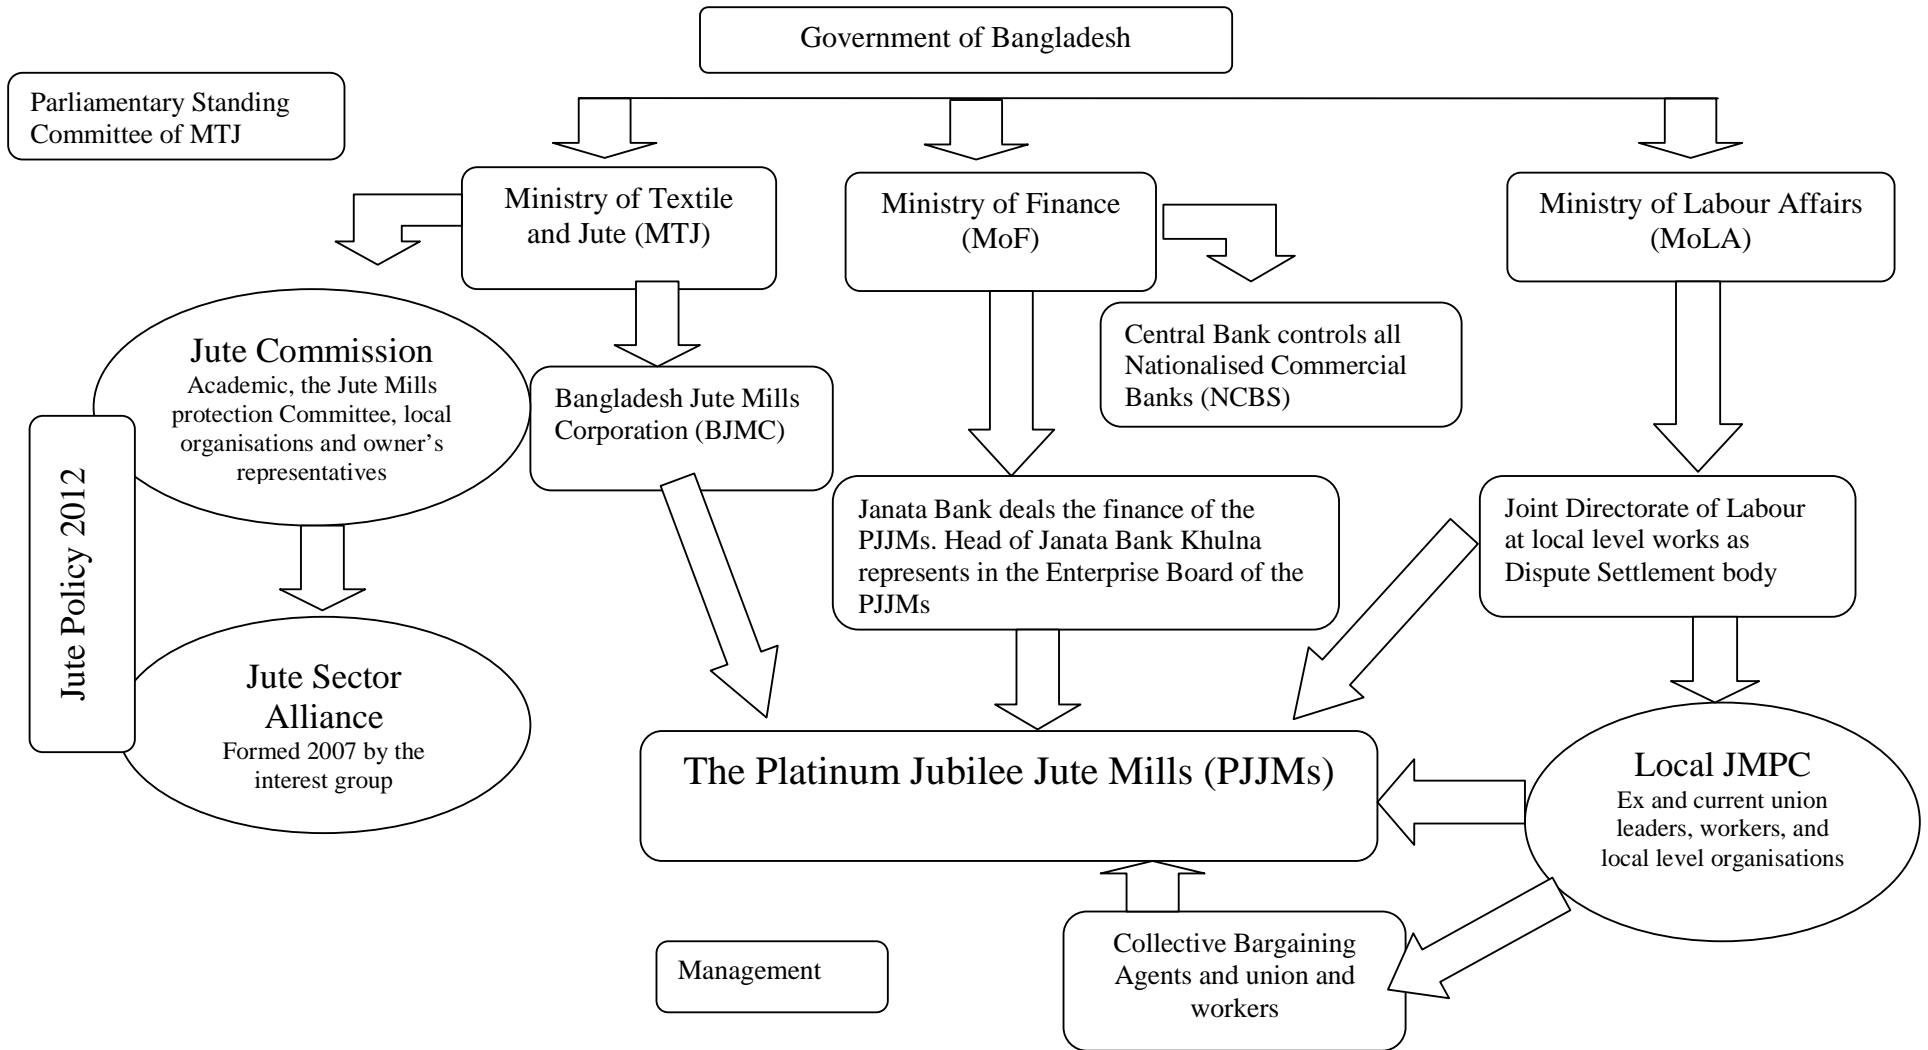 Government of Bangladesh
Parliamentary Standing
Committee of MTJ
Ministry of Textile
and Jute (MTJ)
Ministry of Finance
(MoF)
Ministry of Labour Affairs
(MoLA)
Jute Commission
Academic, the Jute Mills
protection Committee, local
organisations and owner’s
representatives
Bangladesh Jute Mills
Corporation (BJMC)
Central Bank controls all
Nationalised Commercial
Banks (NCBS)
Jute Policy 2012
Janata Bank deals the finance of the
PJJMs. Head of Janata Bank Khulna
represents in the Enterprise Board of the
PJJMs
Joint Directorate of Labour
at local level works as
Dispute Settlement body
Jute Sector
Alliance
Formed 2007 by the
interest group
The Platinum Jubilee Jute Mills (PJJMs)
Local JMPC
Ex and current union
leaders, workers, and
local level organisations
Management
Collective Bargaining
Agents and union and
workers